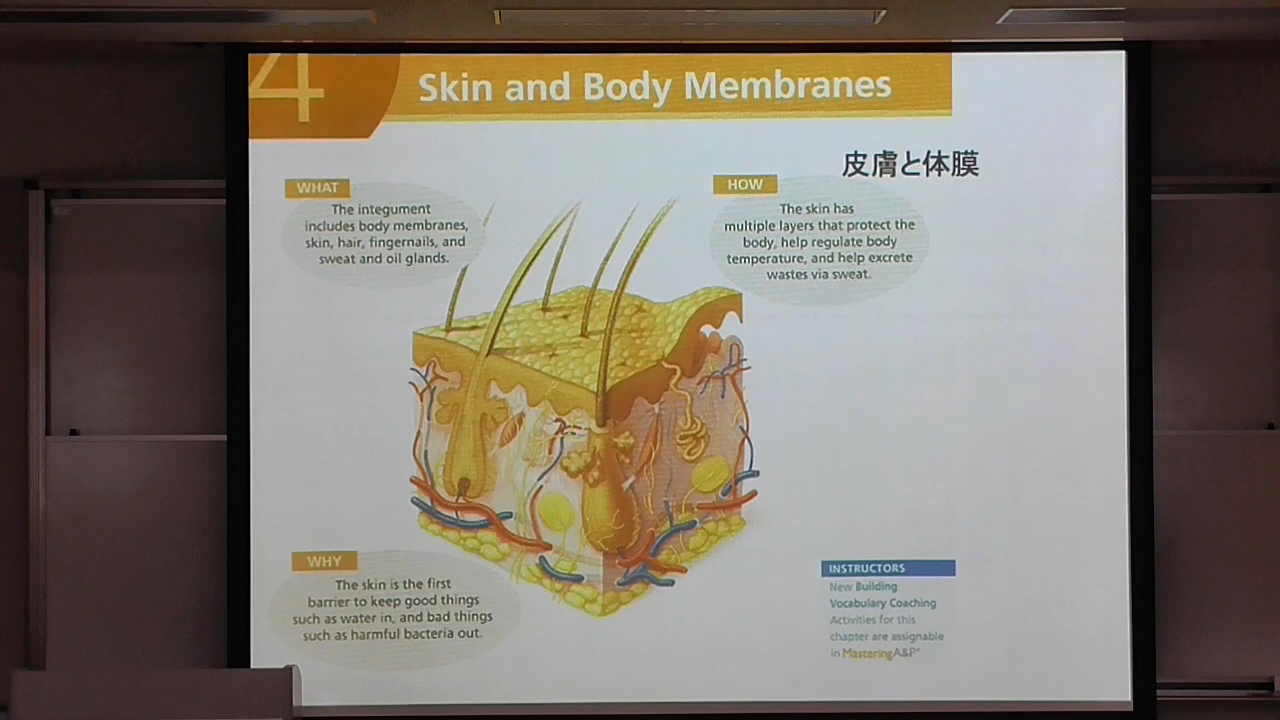 4
Skin and Body Membranes
皮膚と体膜
WHAT
The integument
includes body membranes,
skin, hair, fingernails, and
sweat and oil glands.
HOW
The skin has
multiple layers that protect the
body, help regulate body
temperature, and help excrete
wastes via sweat.
WHY
The skin is the first
barrier to keep good things
such as water in, and bad things
such as harmful bacteria out.
INSTRUCTORS
New Building
Vocabulary Coaching
Activities for this
chapter are assignable
in MasteringA&P®